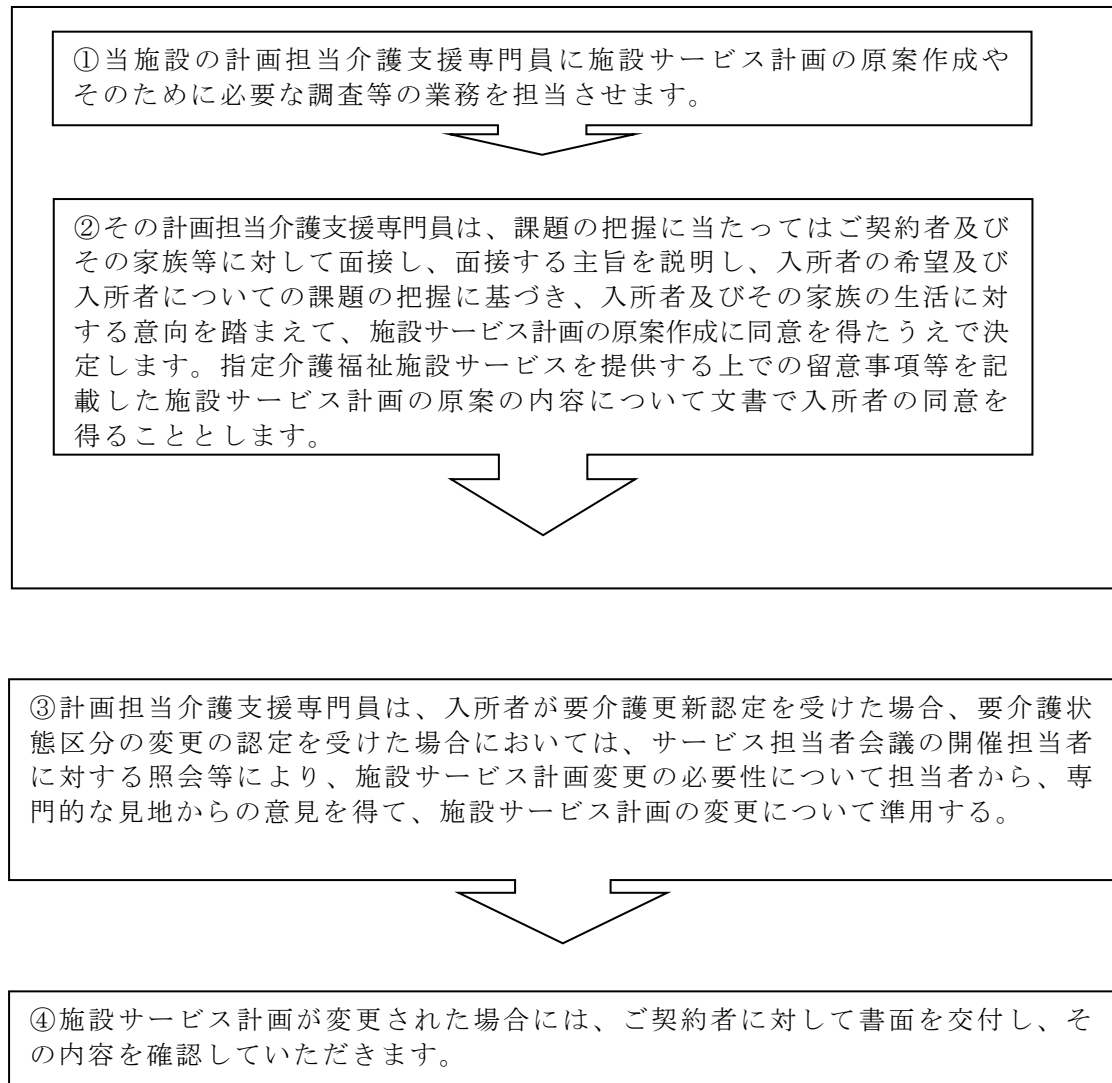 ①当施設の計画担当介護支援専門員に施設サービス計画の原案作成や
そのために必要な調査等の業務を担当させます。
②その計画担当介護支援専門員は、課題の把握に当たってはご契約者及び
その家族等に対して面接し、面接する主旨を説明し、入所者の希望及び
入所者についての課題の把握に基づき、入所者及びその家族の生活に対
する意向を踏まえて、施設サービス計画の原案作成に同意を得たうえで決
定します。指定介護福祉施設サービスを提供する上での留意事項等を記
載した施設サービス計画の原案の内容について文書で入所者の同意を
得ることとします。
③計画担当介護支援専門員は、入所者が要介護更新認定を受けた場合、要介護状
態区分の変更の認定を受けた場合においては、サービス担当者会議の開催担当者
に対する照会等により、施設サービス計画変更の必要性について担当者から、専
門的な見地からの意見を得て、施設サービス計画の変更について準用する。
④施設サービス計画が変更された場合には、ご契約者に対して書面を交付し、そ
の内容を確認していただきます。